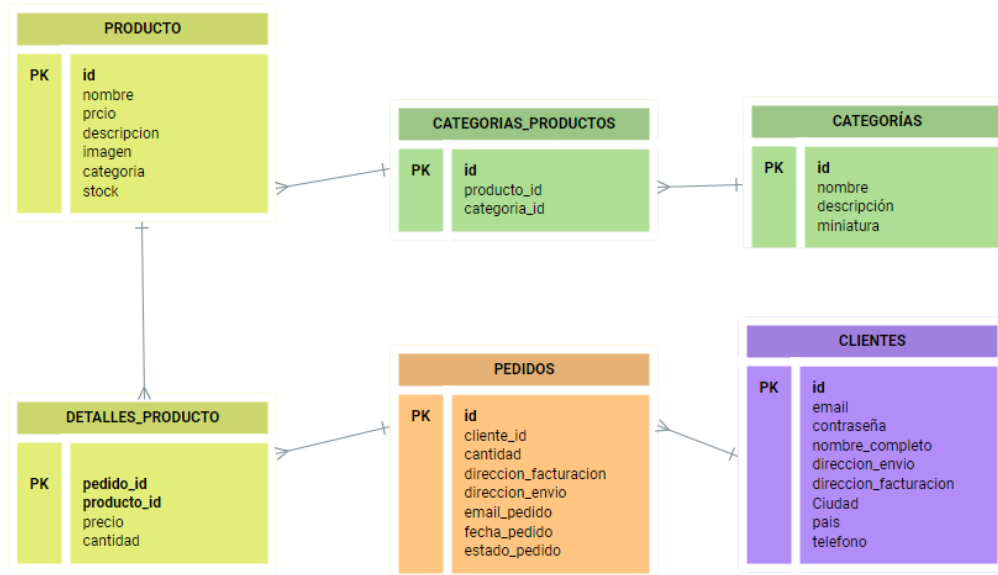 PRODUCTO
PK id
nombre
prcio
descripcion
imagen
categoria
stock
CATEGORIAS_PRODUCTOS
PK id
producto_id
categoria_id
CATEGORÍAS
PK id
nombre
descripción
miniatura
DETALLES_PRODUCTO
PK pedido_id
producto_id
precio
cantidad
PEDIDOS
PK id
cliente_id
cantidad
direccion_facturacion
direccion_envio
email_pedido
fecha_pedido
estado_pedido
CLIENTES
PK id
email
contraseña
nombre_completo
direccion_envio
direccion_facturacion
Ciudad
pais
telefono